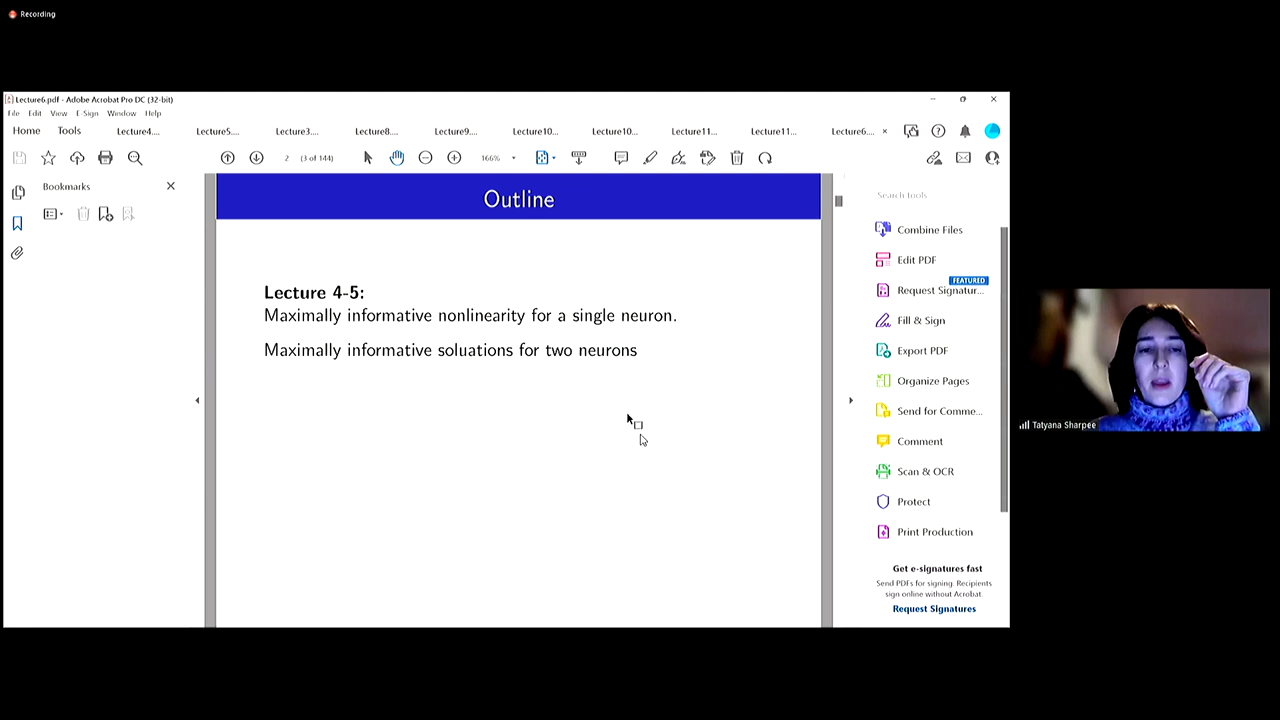 Recording
Lecture6.pdf - Adobe Acrobat Pro DC (32-bit)
File Edit View E-Sign Window Help
Home Tools Lecture4.... Lecture5.... Lecture3.... Lecture8.... Lecture9.... Lecture10... Lecture10... Lecture11... Lecture11... Lecture6.... ×
2 (3 of 144) 166%
Bookmarks
Search tools
Outline
Lecture 4-5:
Maximally informative nonlinearity for a single neuron.
Maximally informative soluations for two neurons
Combine Files
Edit PDF
FEATURED
Request Signatur...
Fill & Sign
Export PDF
Organize Pages
Send for Comme...
Comment
Scan & OCR
Protect
Print Production
Get e-signatures fast
Send PDFs for signing. Recipients
sign online without Acrobat.
Request Signatures
Tatyana Sharpee